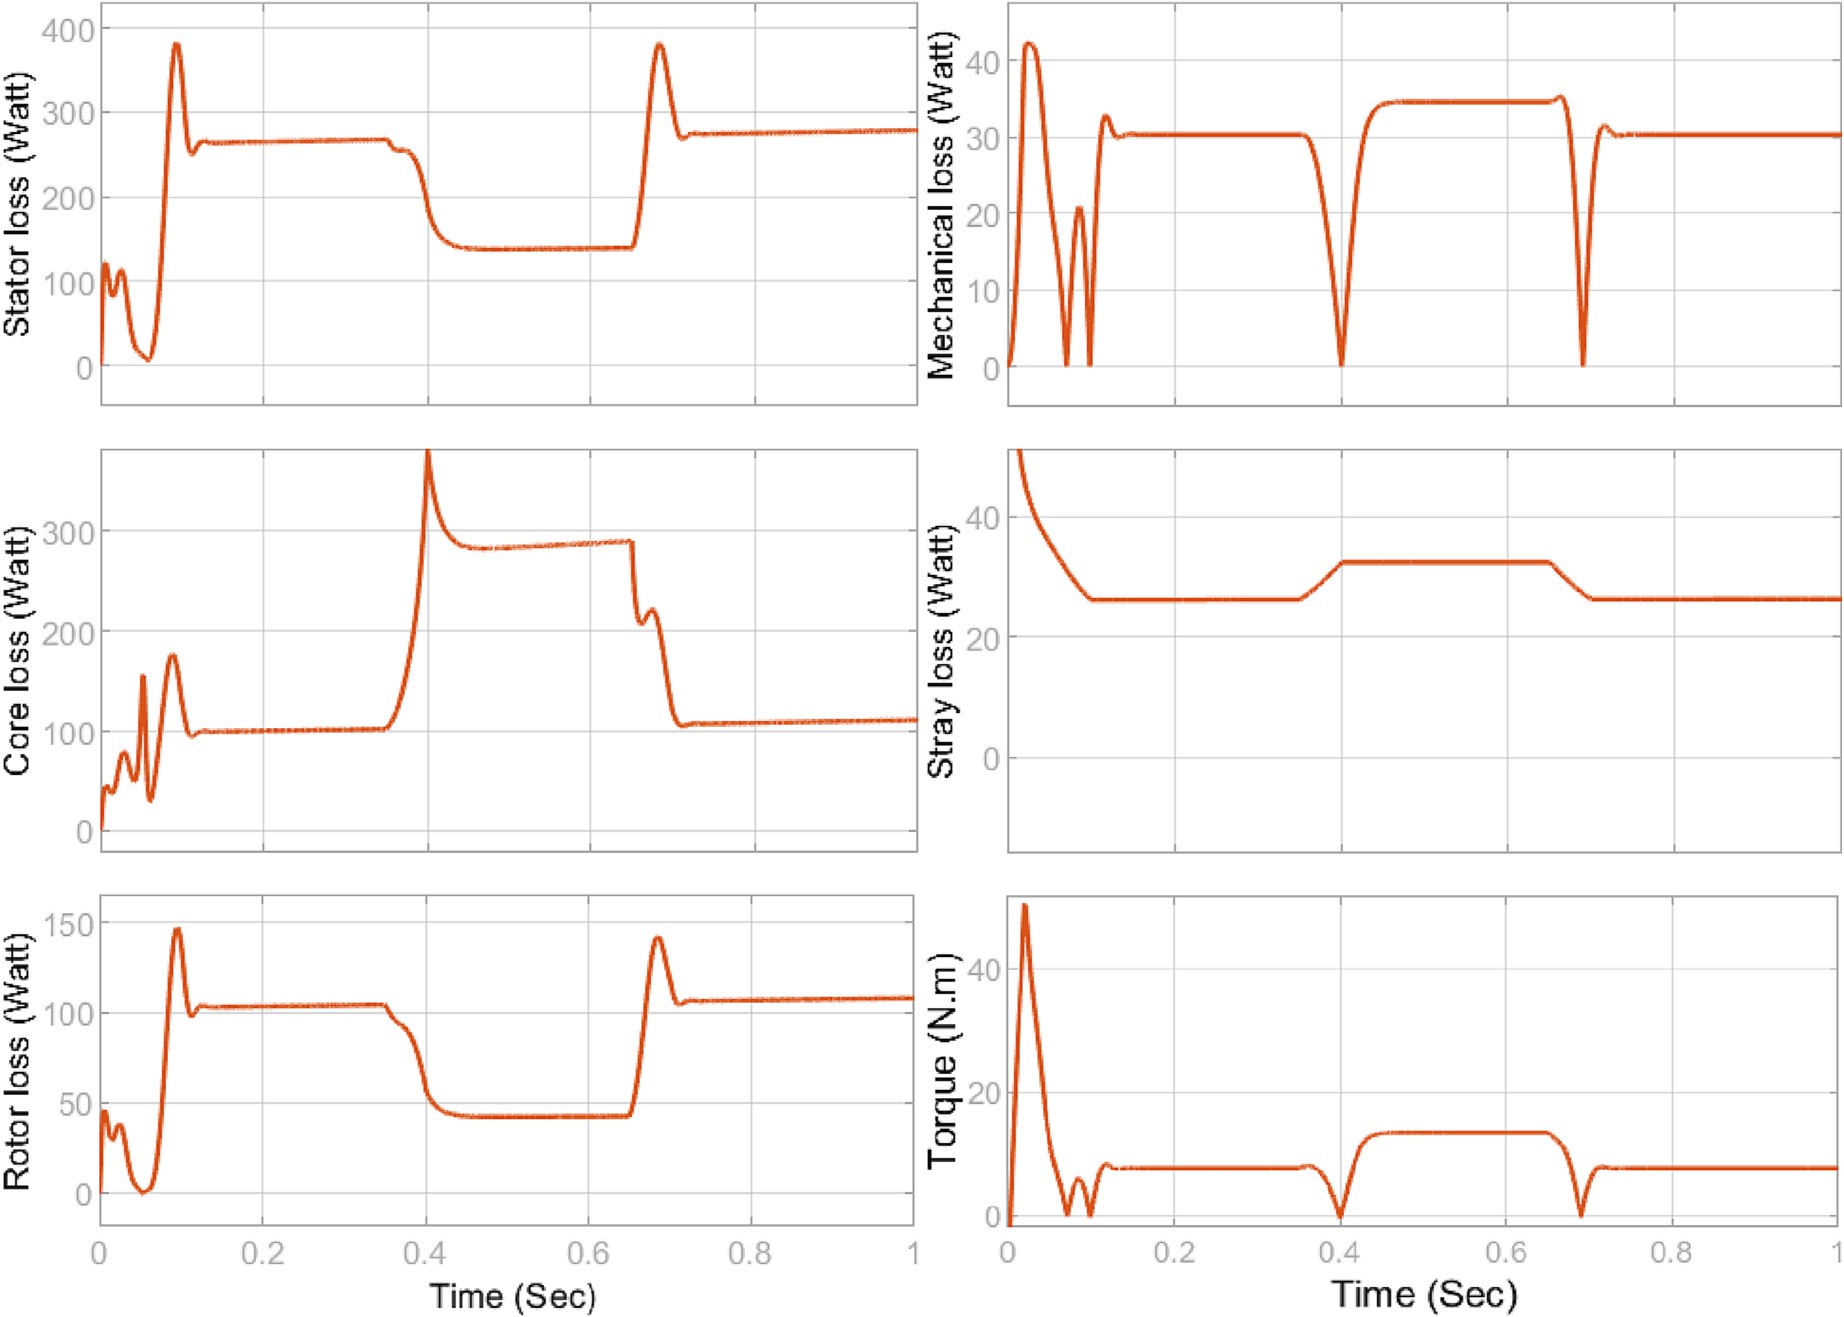 Stator loss (Watt)
400
300
200
100
0
Mechanical loss (Watt)
40
30
20
10
0
Core loss (Watt)
300
200
100
0
Stray loss (Watt)
40
20
0
Rotor loss (Watt)
150
100
50
0
0 0.2 0.4 0.6 0.8 1
Time (Sec)
Torque (N.m)
40
20
0
0 0.2 0.4 0.6 0.8 1
Time (Sec)